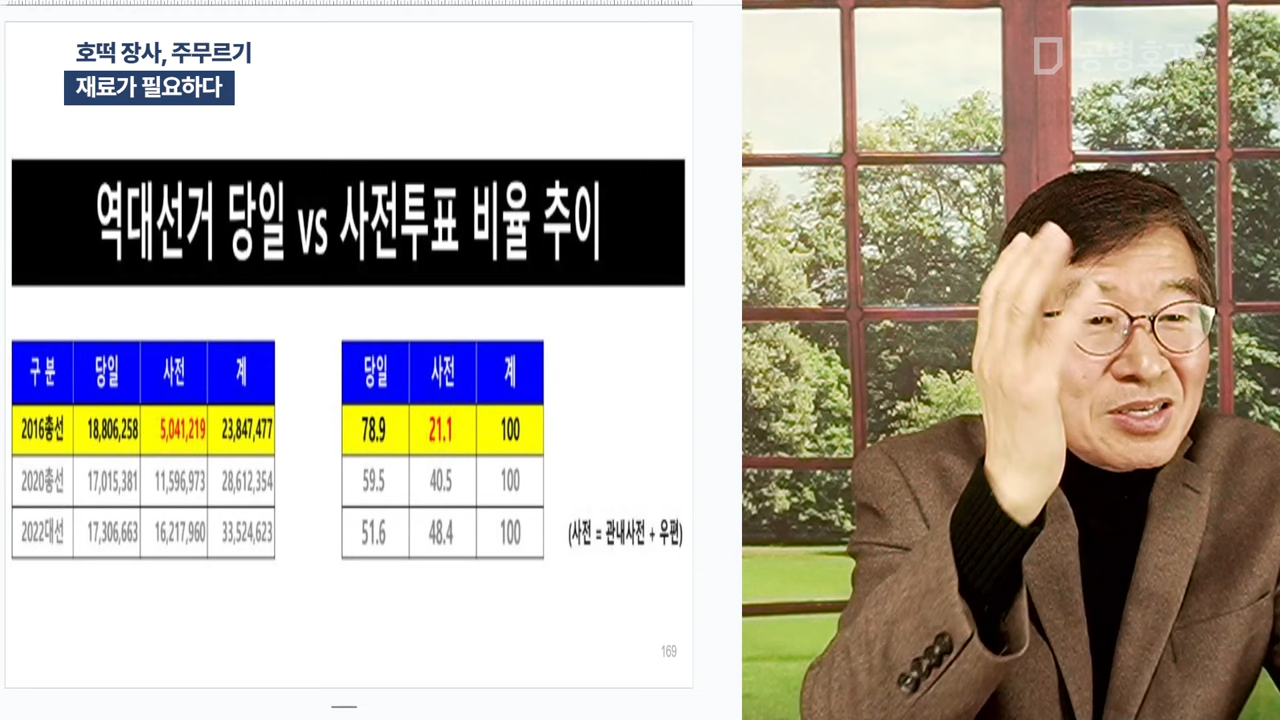 호떡 장사, 주무르기
재료가 필요하다
공병호TV
역대선거 당일 vs 사전투표 비율 추이
구 분 당일 사전 계
2016총선 18,806,258 5,041,219 23,847,477
2020총선 17,015,381 11,596,973 28,612,354
2022대선 17,306,663 16,217,960 33,524,623
당일 사전 계
78.9 21.1 100
59.5 40.5 100
51.6 48.4 100
(사전 = 관내사전 + 우편)
169